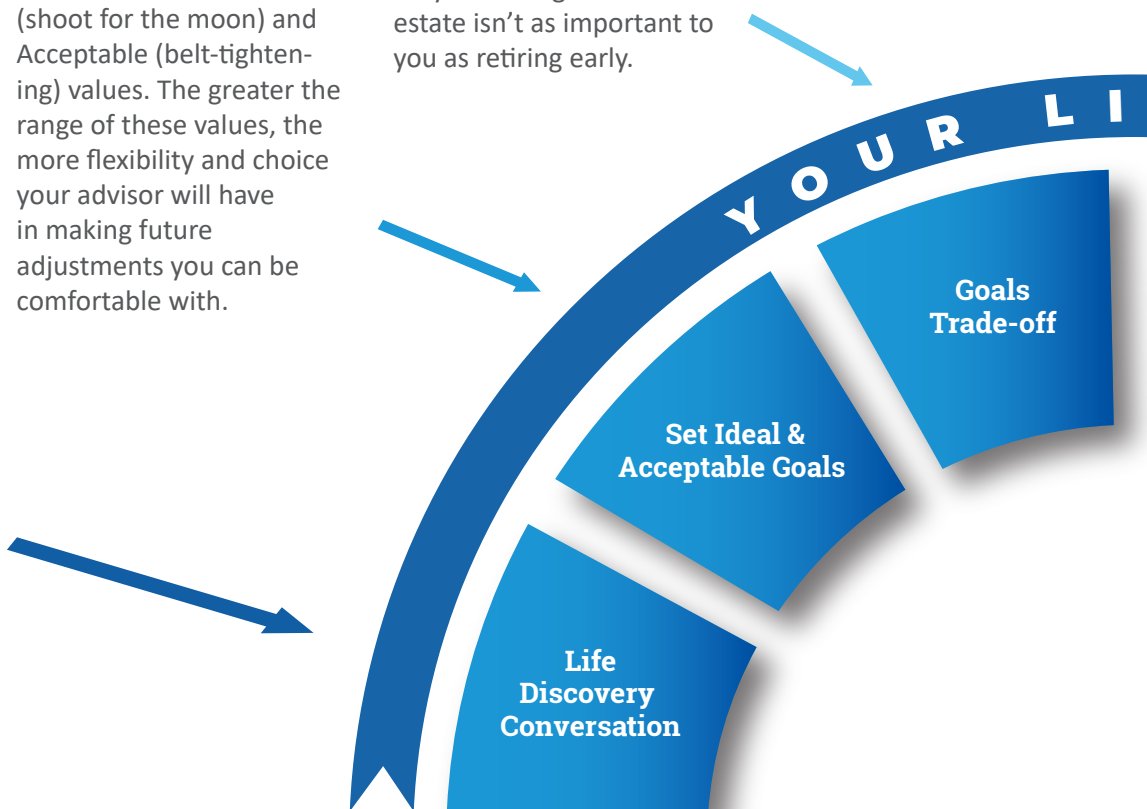 (shoot for the moon) and
Acceptable (belt-tighten-
ing) values. The greater the
range of these values, the
more flexibility and choice
your advisor will have
in making future
adjustments you can be
comfortable with.
estate isn't as important to
you as retiring early.
YOUR LI
Goals
Trade-off
Set Ideal &
Acceptable Goals
Life
Discovery
Conversation